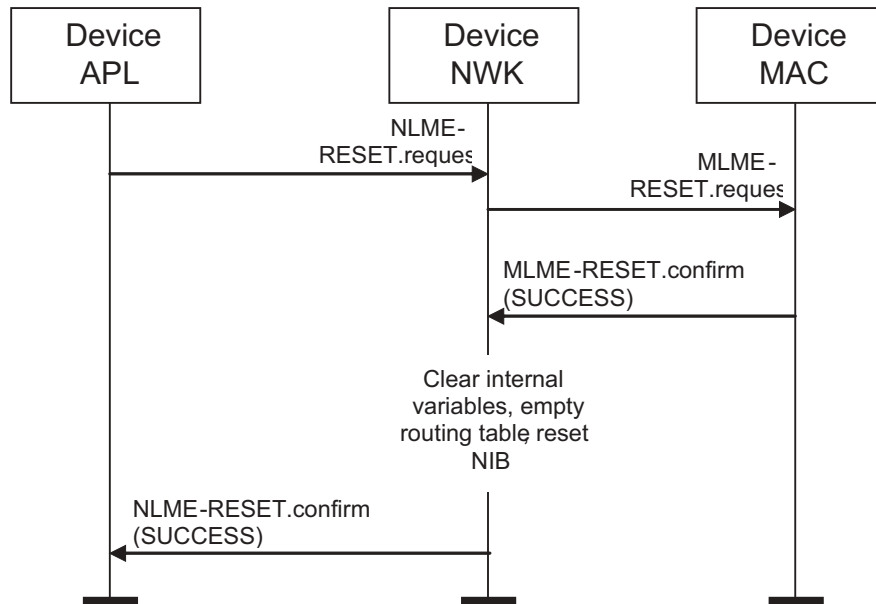 Device
APL
Device
NWK
Device
MAC
NLME-
RESET.reques
MLME-
RESET.reques
MLME-RESET.confirm
(SUCCESS)
Clear internal
variables, empty
routing table, reset
NIB
NLME-RESET.confirm
(SUCCESS)